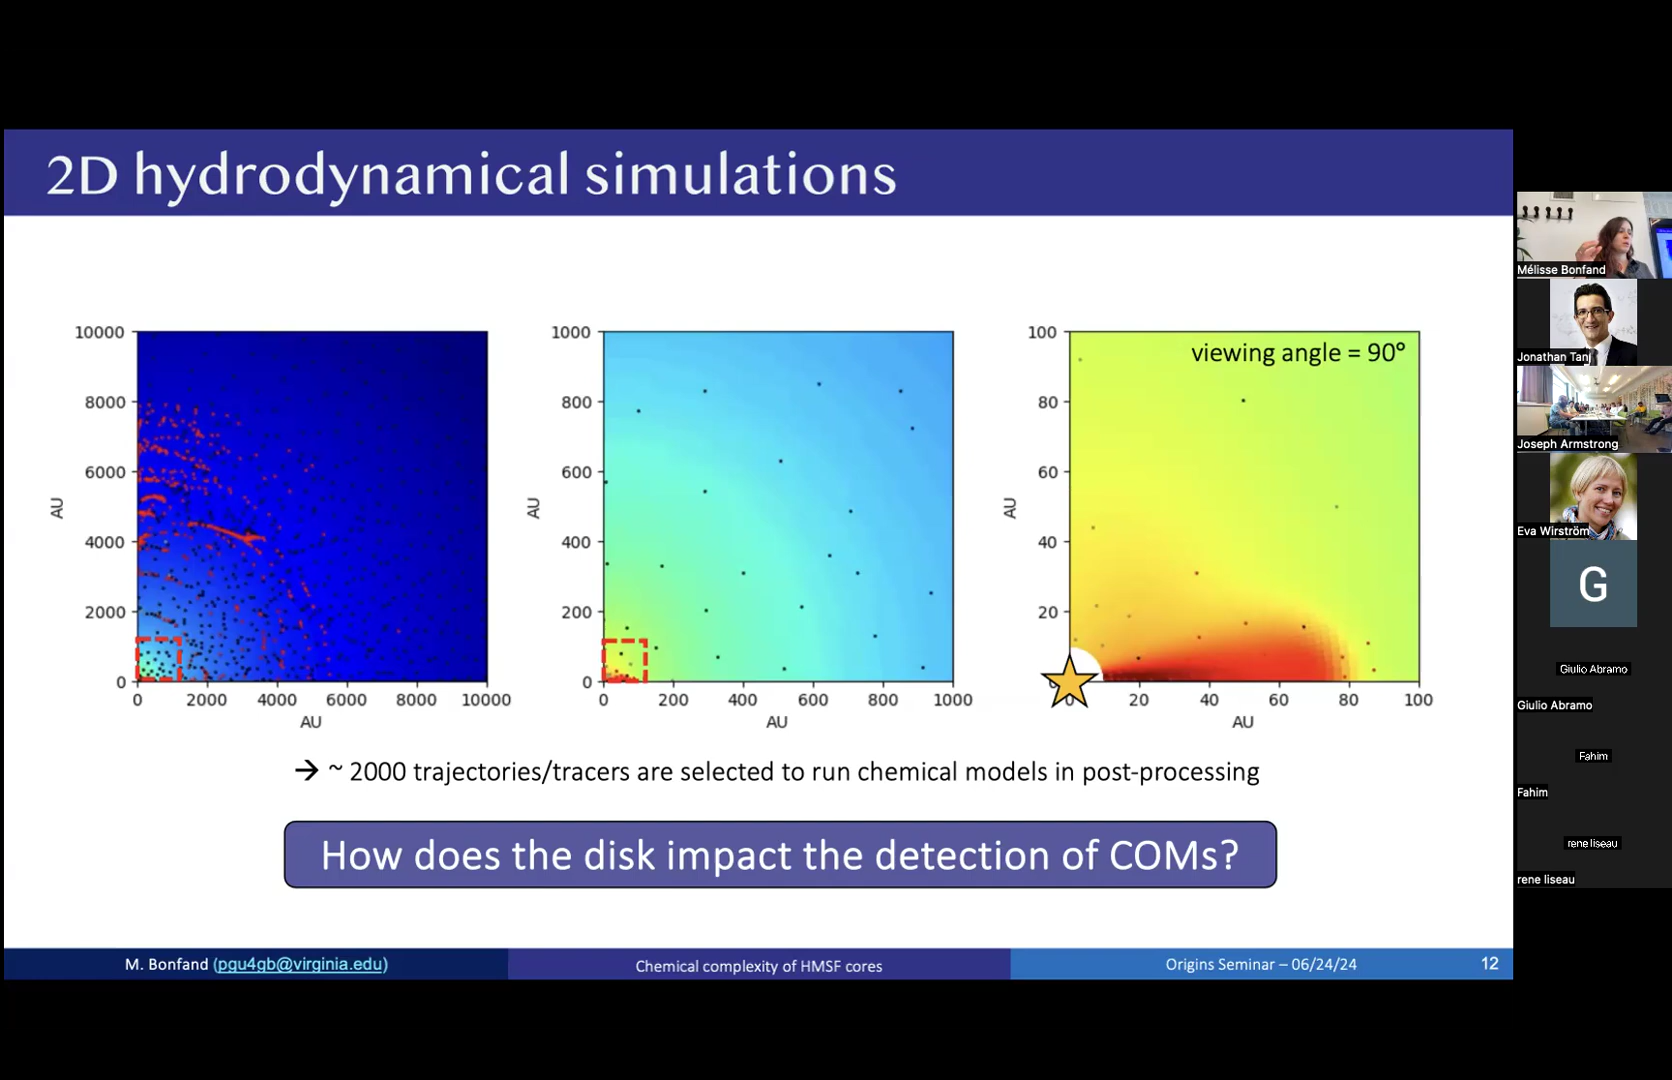 2D hydrodynamical simulations
10000
8000
6000
4000
2000
0
AU
0 2000 4000 6000 8000 10000
AU
1000
800
600
400
200
0
AU
0 200 400 600 800 1000
AU
viewing angle = 90°
100
80
60
40
20
AU
20 40 60 80 100
AU
→ ~ 2000 trajectories/tracers are selected to run chemical models in post-processing
How does the disk impact the detection of COMs?
M. Bonfand (pgu4gb@virginia.edu)
Chemical complexity of HMSF cores
Origins Seminar – 06/24/24
12
Mélisse Bonfand
Jonathan Tan
Joseph Armstrong
Eva Wirström
G
Giulio Abramo
Giulio Abramo
Fahim
Fahim
rene liseau
rene liseau